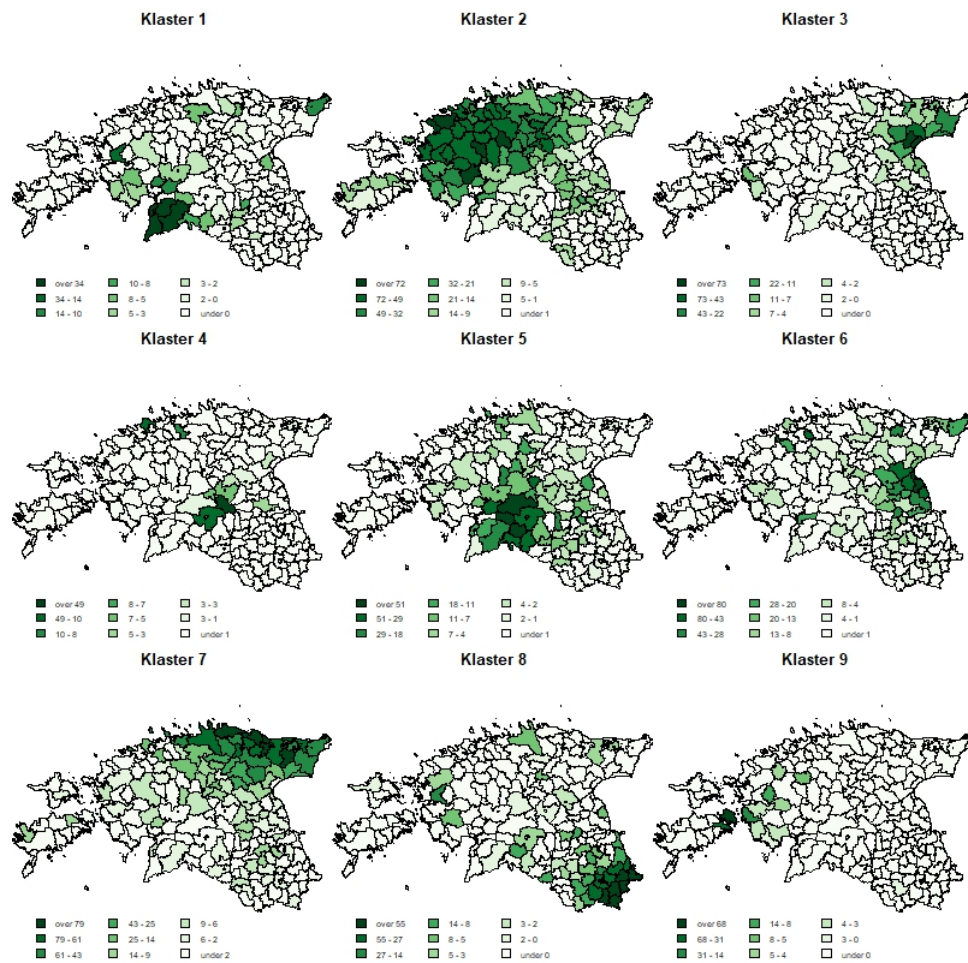 Klaster 1 Klaster 2 Klaster 3
over 34 10 - 8 3 - 2 over 72 32 - 21 9 - 5 over 73 22 - 11 4 - 2
34 - 14 8 - 5 2 - 0 72 - 49 21 - 14 5 - 1 73 - 43 11 - 7 2 - 0
14 - 10 5 - 3 under 0 49 - 32 14 - 9 under 1 43 - 22 7 - 4 under 0
Klaster 4 Klaster 5 Klaster 6
over 49 8 - 7 3 - 3 over 51 18 - 11 4 - 2 over 80 28 - 20 8 - 4
49 - 10 7 - 5 3 - 1 51 - 29 11 - 7 2 - 1 80 - 43 20 - 13 4 - 1
10 - 8 5 - 3 under 1 29 - 18 7 - 4 under 1 43 - 28 13 - 8 under 1
Klaster 7 Klaster 8 Klaster 9
over 79 43 - 25 9 - 6 over 55 14 - 8 3 - 2 over 68 14 - 8 4 - 3
79 - 61 25 - 14 6 - 2 55 - 27 8 - 5 2 - 0 68 - 31 8 - 5 3 - 0
61 - 43 14 - 9 under 2 27 - 14 5 - 3 under 0 31 - 14 5 - 4 under 0